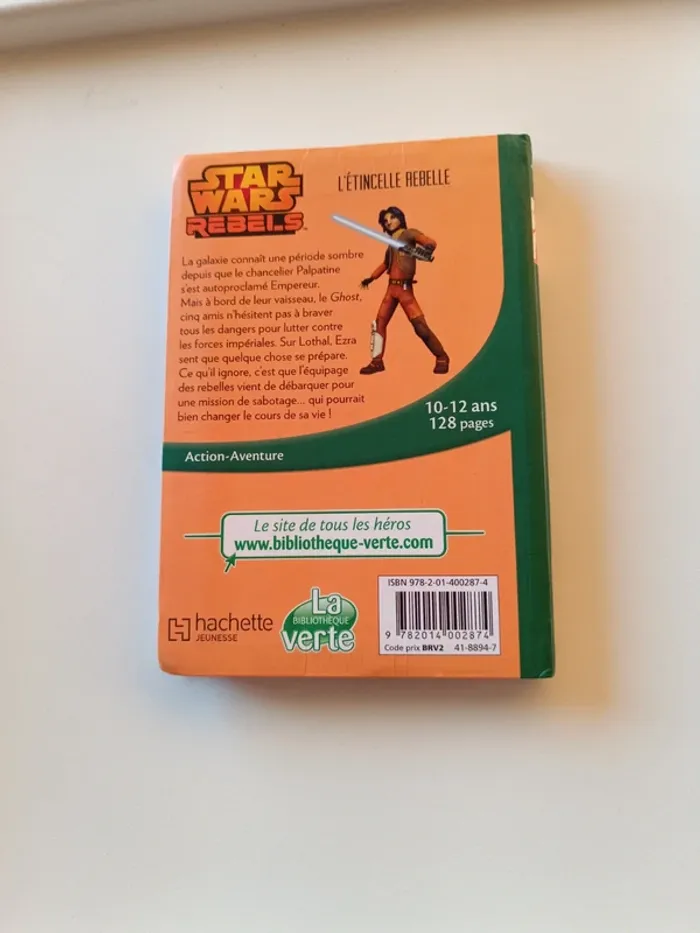 STAR
WARS
REBELS™
L'ÉTINCELLE REBELLE
La galaxie connaît une période sombre
depuis que le chancelier Palpatine
s'est autoproclamé Empereur.
Mais à bord de leur vaisseau, le Ghost,
cinq amis n'hésitent pas à braver
tous les dangers pour lutter contre
les forces impériales. Sur Lothal, Ezra
sent que quelque chose se prépare.
Ce qu'il ignore, c'est que l'équipage
des rebelles vient de débarquer pour
une mission de sabotage... qui pourrait
bien changer le cours de sa vie !
10-12 ans
128 pages
Action-Aventure
Le site de tous les héros
www.bibliotheque-verte.com
hachette
JEUNESSE
La
BIBLIOTHÈQUE
verte
ISBN 978-2-01-400287-4
9 782014 002874
Code prix BRV2 41-8894-7